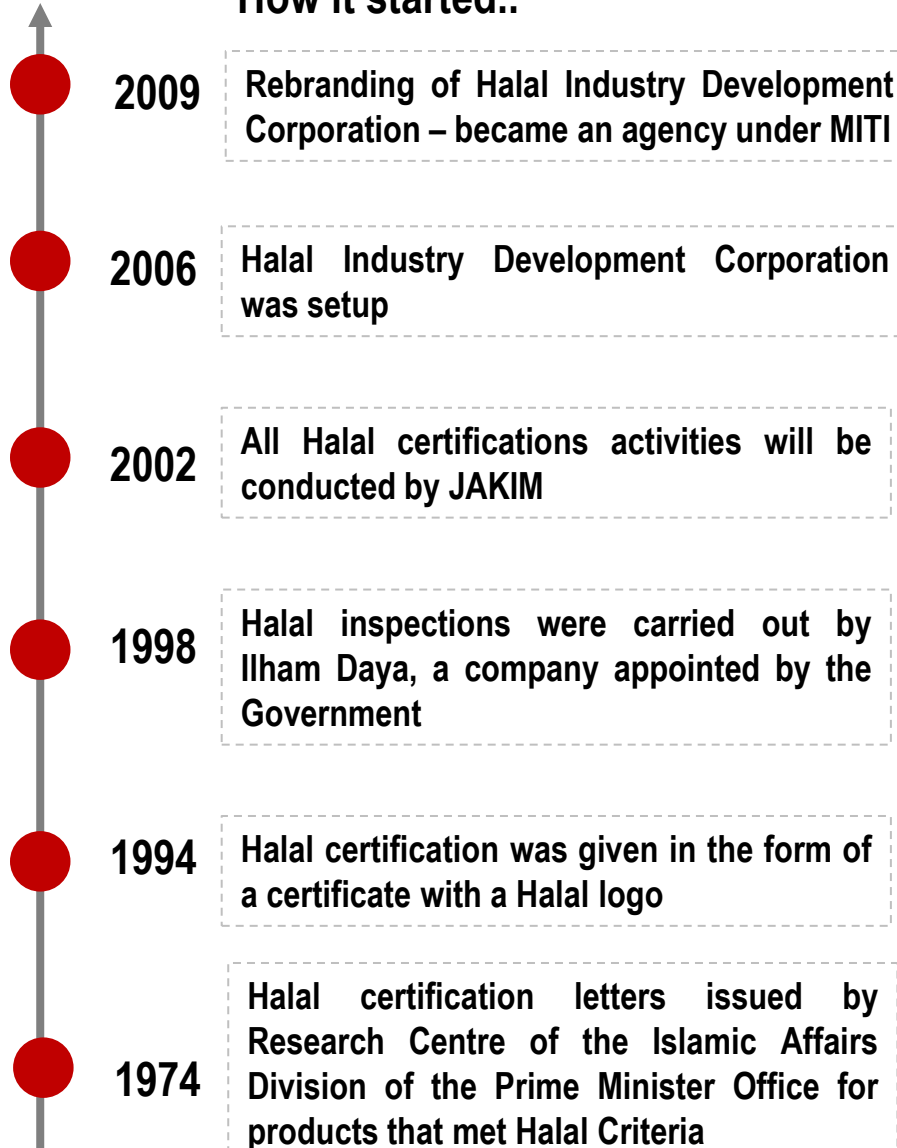 How it started..
2009
Rebranding of Halal Industry Development
Corporation – became an agency under MITI
2006
Halal Industry Development Corporation
was setup
2002
All Halal certifications activities will be
conducted by JAKIM
1998
Halal inspections were carried out by
Ilham Daya, a company appointed by the
Government
1994
Halal certification was given in the form of
a certificate with a Halal logo
1974
Halal certification letters issued by
Research Centre of the Islamic Affairs
Division of the Prime Minister Office for
products that met Halal Criteria